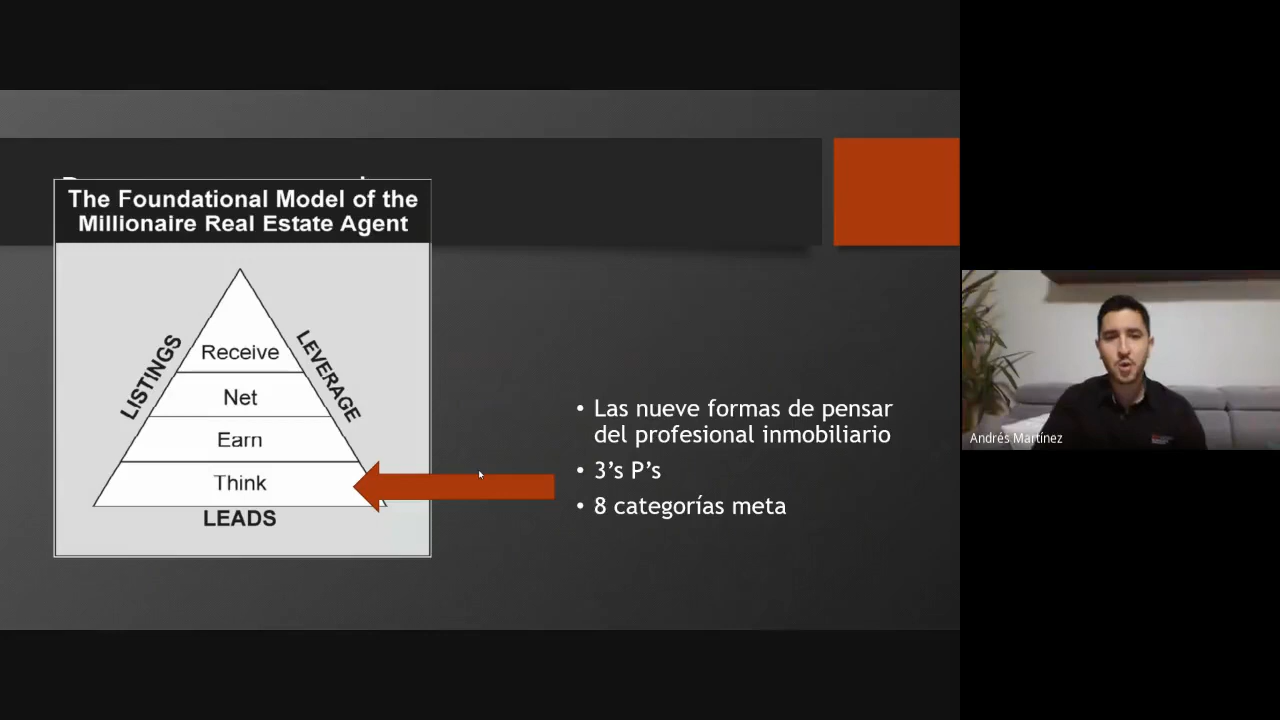 The Foundational Model of the
Millionaire Real Estate Agent
LISTINGS
LEVERAGE
Receive
Net
Earn
Think
LEADS
• Las nueve formas de pensar
del profesional inmobiliario
• 3’s P’s
• 8 categorías meta
Andrés Martínez